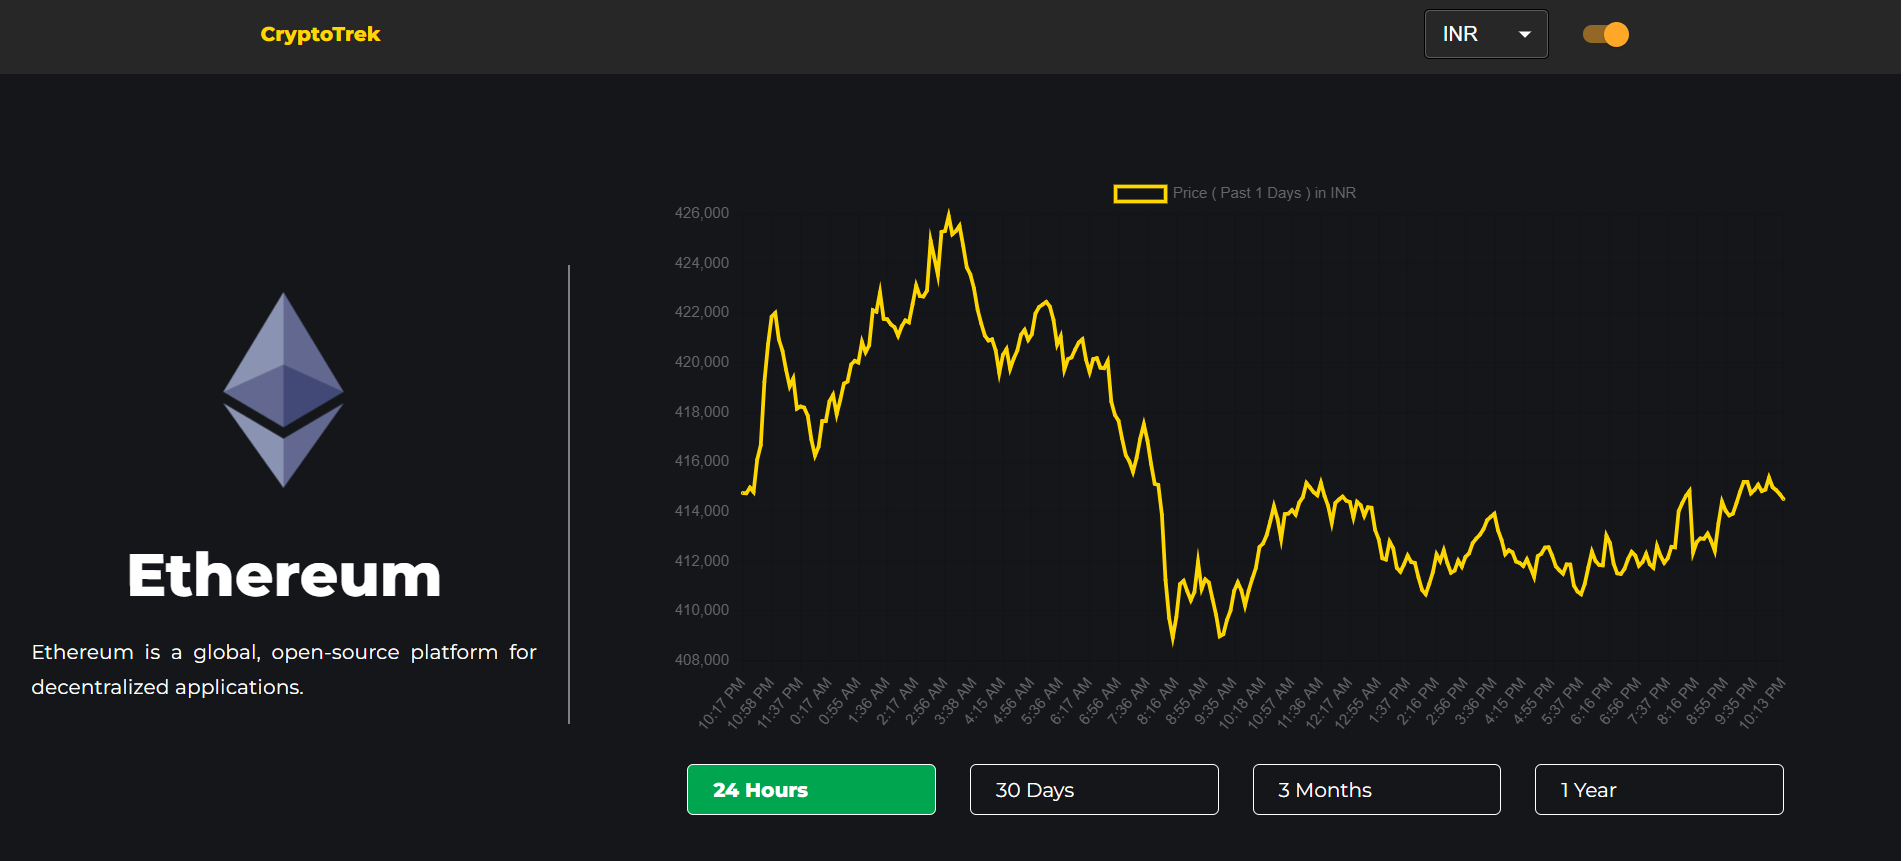 CryptoTrek
INR
Price ( Past 1 Days ) in INR
426,000
424,000
422,000
420,000
418,000
416,000
414,000
412,000
410,000
408,000
10:17 PM
10:58 PM
11:37 PM
0:17 AM
0:55 AM
1:36 AM
2:17 AM
2:56 AM
3:38 AM
4:15 AM
4:56 AM
5:36 AM
6:17 AM
6:56 AM
7:36 AM
8:16 AM
8:55 AM
9:35 AM
10:18 AM
10:57 AM
11:36 AM
12:17 AM
12:55 AM
1:37 PM
2:16 PM
2:56 PM
3:36 PM
4:15 PM
4:55 PM
5:37 PM
6:16 PM
6:56 PM
7:37 PM
8:16 PM
8:55 PM
9:35 PM
10:13 PM
Ethereum
Ethereum is a global, open-source platform for
decentralized applications.
24 Hours
30 Days
3 Months
1 Year